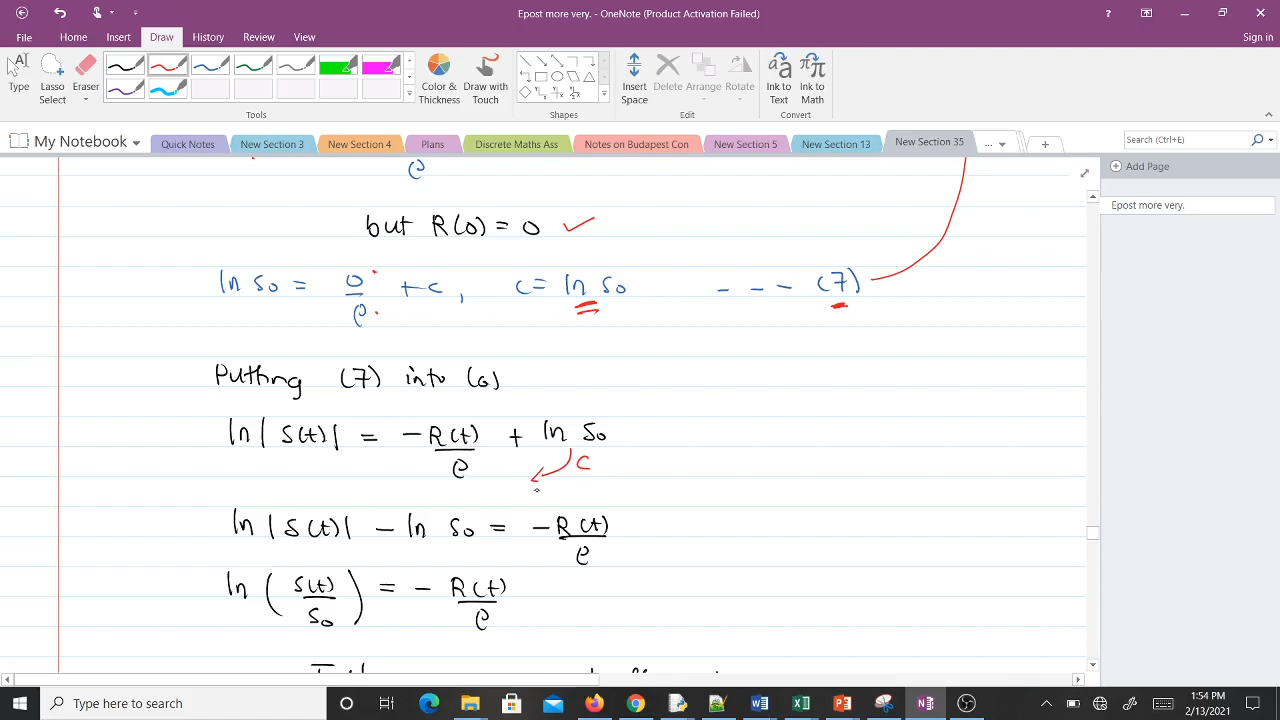 Epost more very. - OneNote (Product Activation Failed)
File Home Insert Draw History Review View Sign in
Type Lasso Select Eraser Color & Thickness Draw with Touch Insert Space Delete Arrange Rotate Ink to Text Ink to Math
Tools Shapes Edit Convert
My Notebook Quick Notes New Section 3 New Section 4 Plans Discrete Maths Ass Notes on Budapest Con New Section 5 New Section 13 New Section 35 ... Search (Ctrl+E)
Add Page
Epost more very.
ρ
but R(0) = 0 ✓
ln S0 = 0/ρ + c, c = ln S0 - - - (7)
Putting (7) into (a)
ln|S(t)| = -R(t)/ρ + ln S0
c
ln|S(t)| - ln S0 = -R(t)/ρ
ln(S(t)/S0) = - R(t)/ρ
Type here to search
1:54 PM
2/13/2021